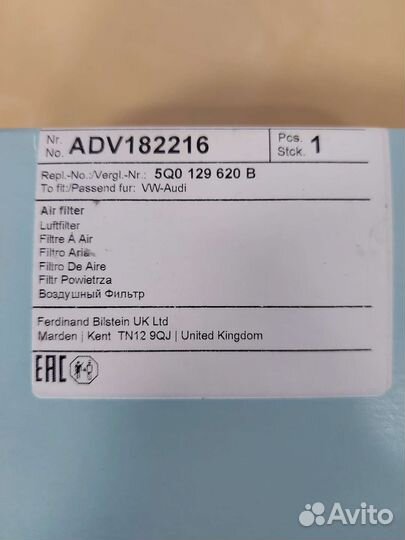 Nr.
No. ADV182216
Pcs.
Stck. 1
Repl.-No.:/Vergl.-Nr.: 5Q0 129 620 B
To fit:/Passend fur: VW-Audi
Air filter
Luftfilter
Filtre À Air
Filtro Aria
Filtro De Aire
Filtr Powietrza
Воздушный Фильтр
Ferdinand Bilstein UK Ltd
Marden | Kent TN12 9QJ | United Kingdom
EAC
Avito